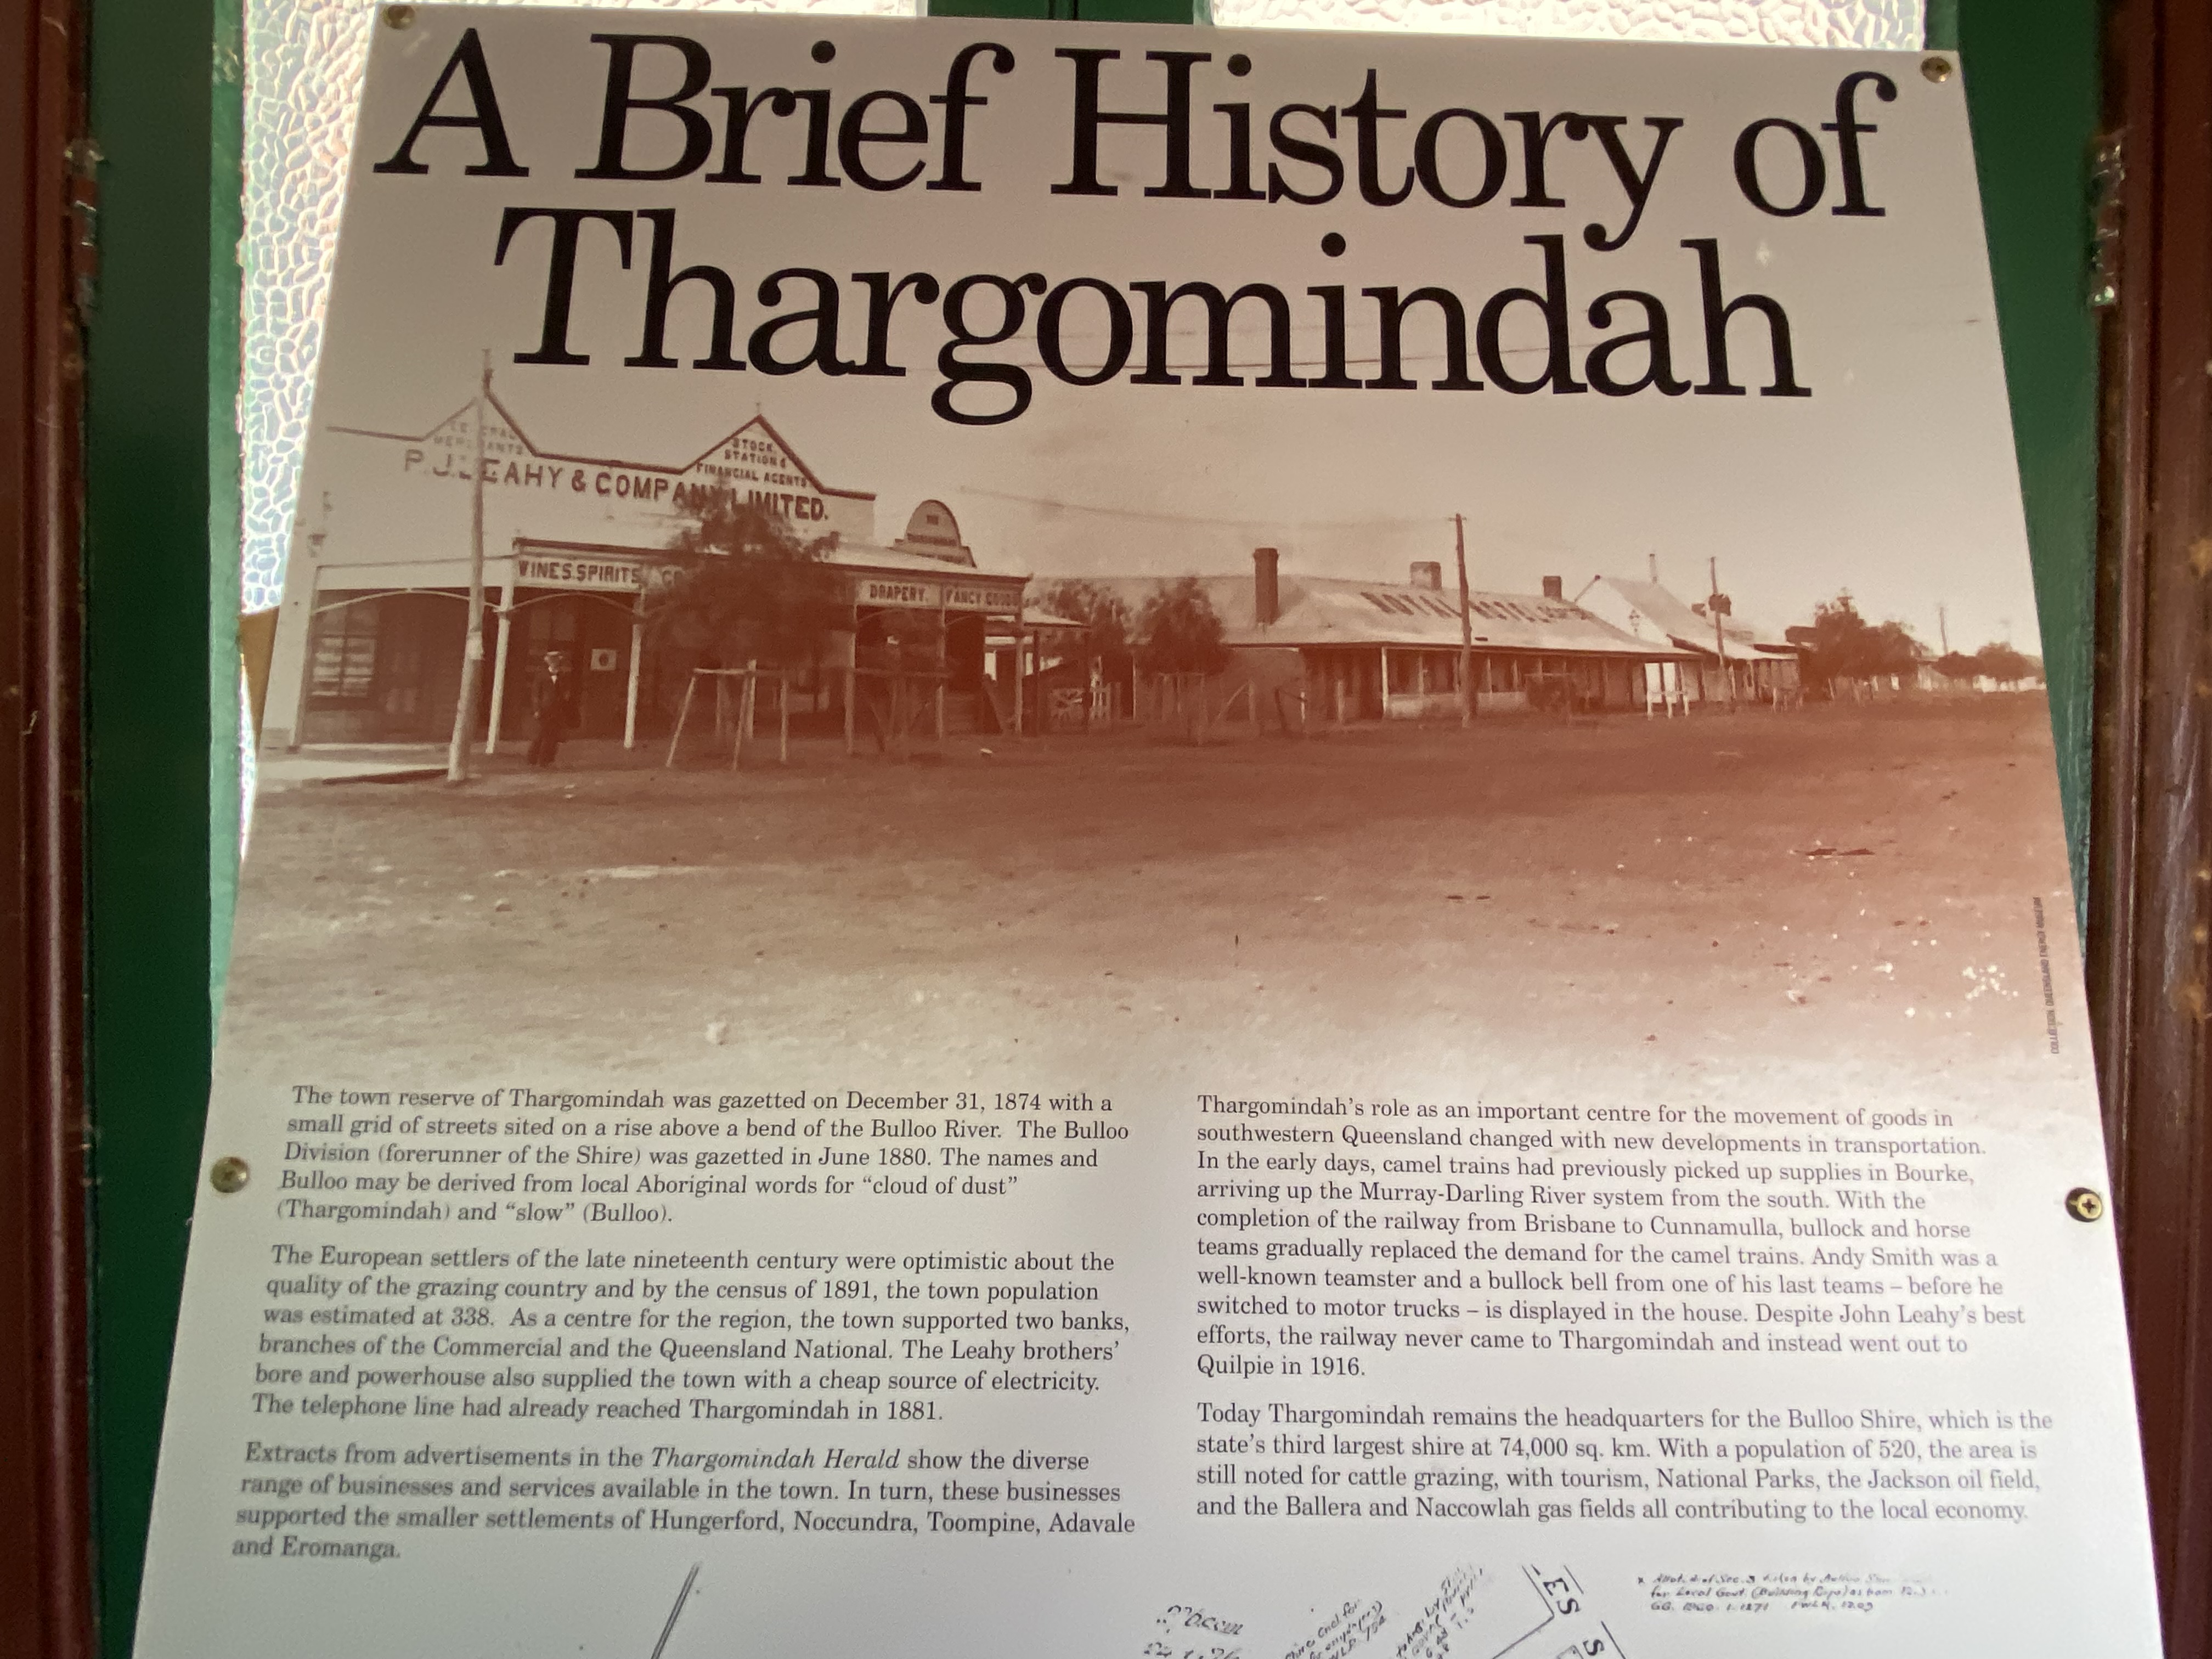 A Brief History of
Thargomindah
MERCHANTS
P.J. LEAHY & COMPANY LIMITED.
STOCK
STATION &
FINANCIAL AGENTS
WINES.SPIRITS
DRAPERY. FANCY GOODS
ROYAL HOTEL
The town reserve of Thargomindah was gazetted on December 31, 1874 with a
small grid of streets sited on a rise above a bend of the Bulloo River. The Bulloo
Division (forerunner of the Shire) was gazetted in June 1880. The names and
Bulloo may be derived from local Aboriginal words for “cloud of dust”
(Thargomindah) and “slow” (Bulloo).
The European settlers of the late nineteenth century were optimistic about the
quality of the grazing country and by the census of 1891, the town population
was estimated at 338. As a centre for the region, the town supported two banks,
branches of the Commercial and the Queensland National. The Leahy brothers’
bore and powerhouse also supplied the town with a cheap source of electricity.
The telephone line had already reached Thargomindah in 1881.
Extracts from advertisements in the Thargomindah Herald show the diverse
range of businesses and services available in the town. In turn, these businesses
supported the smaller settlements of Hungerford, Noccundra, Toompine, Adavale
and Eromanga.
Thargomindah’s role as an important centre for the movement of goods in
southwestern Queensland changed with new developments in transportation.
In the early days, camel trains had previously picked up supplies in Bourke,
arriving up the Murray-Darling River system from the south. With the
completion of the railway from Brisbane to Cunnamulla, bullock and horse
teams gradually replaced the demand for the camel trains. Andy Smith was a
well-known teamster and a bullock bell from one of his last teams – before he
switched to motor trucks – is displayed in the house. Despite John Leahy’s best
efforts, the railway never came to Thargomindah and instead went out to
Quilpie in 1916.
Today Thargomindah remains the headquarters for the Bulloo Shire, which is the
state’s third largest shire at 74,000 sq. km. With a population of 520, the area is
still noted for cattle grazing, with tourism, National Parks, the Jackson oil field,
and the Ballera and Naccowlah gas fields all contributing to the local economy.
for Local Govt.
ES
S